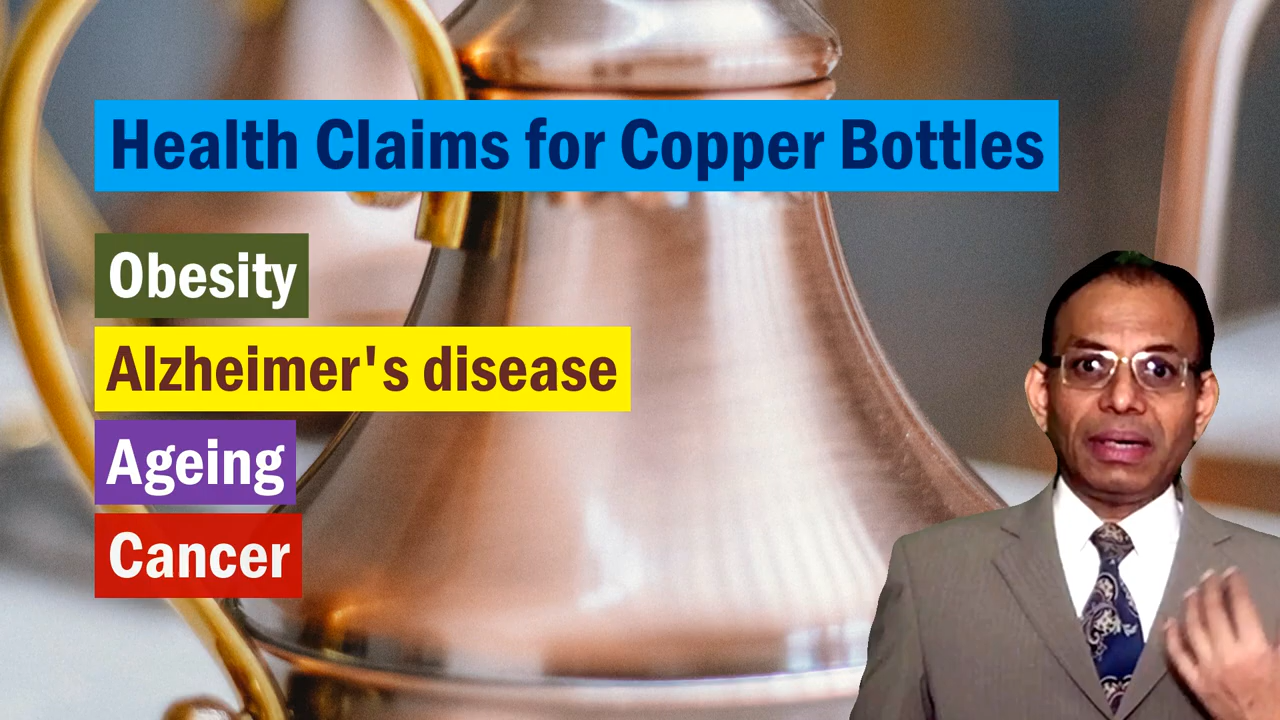 Health Claims for Copper Bottles
Obesity
Alzheimer's disease
Ageing
Cancer